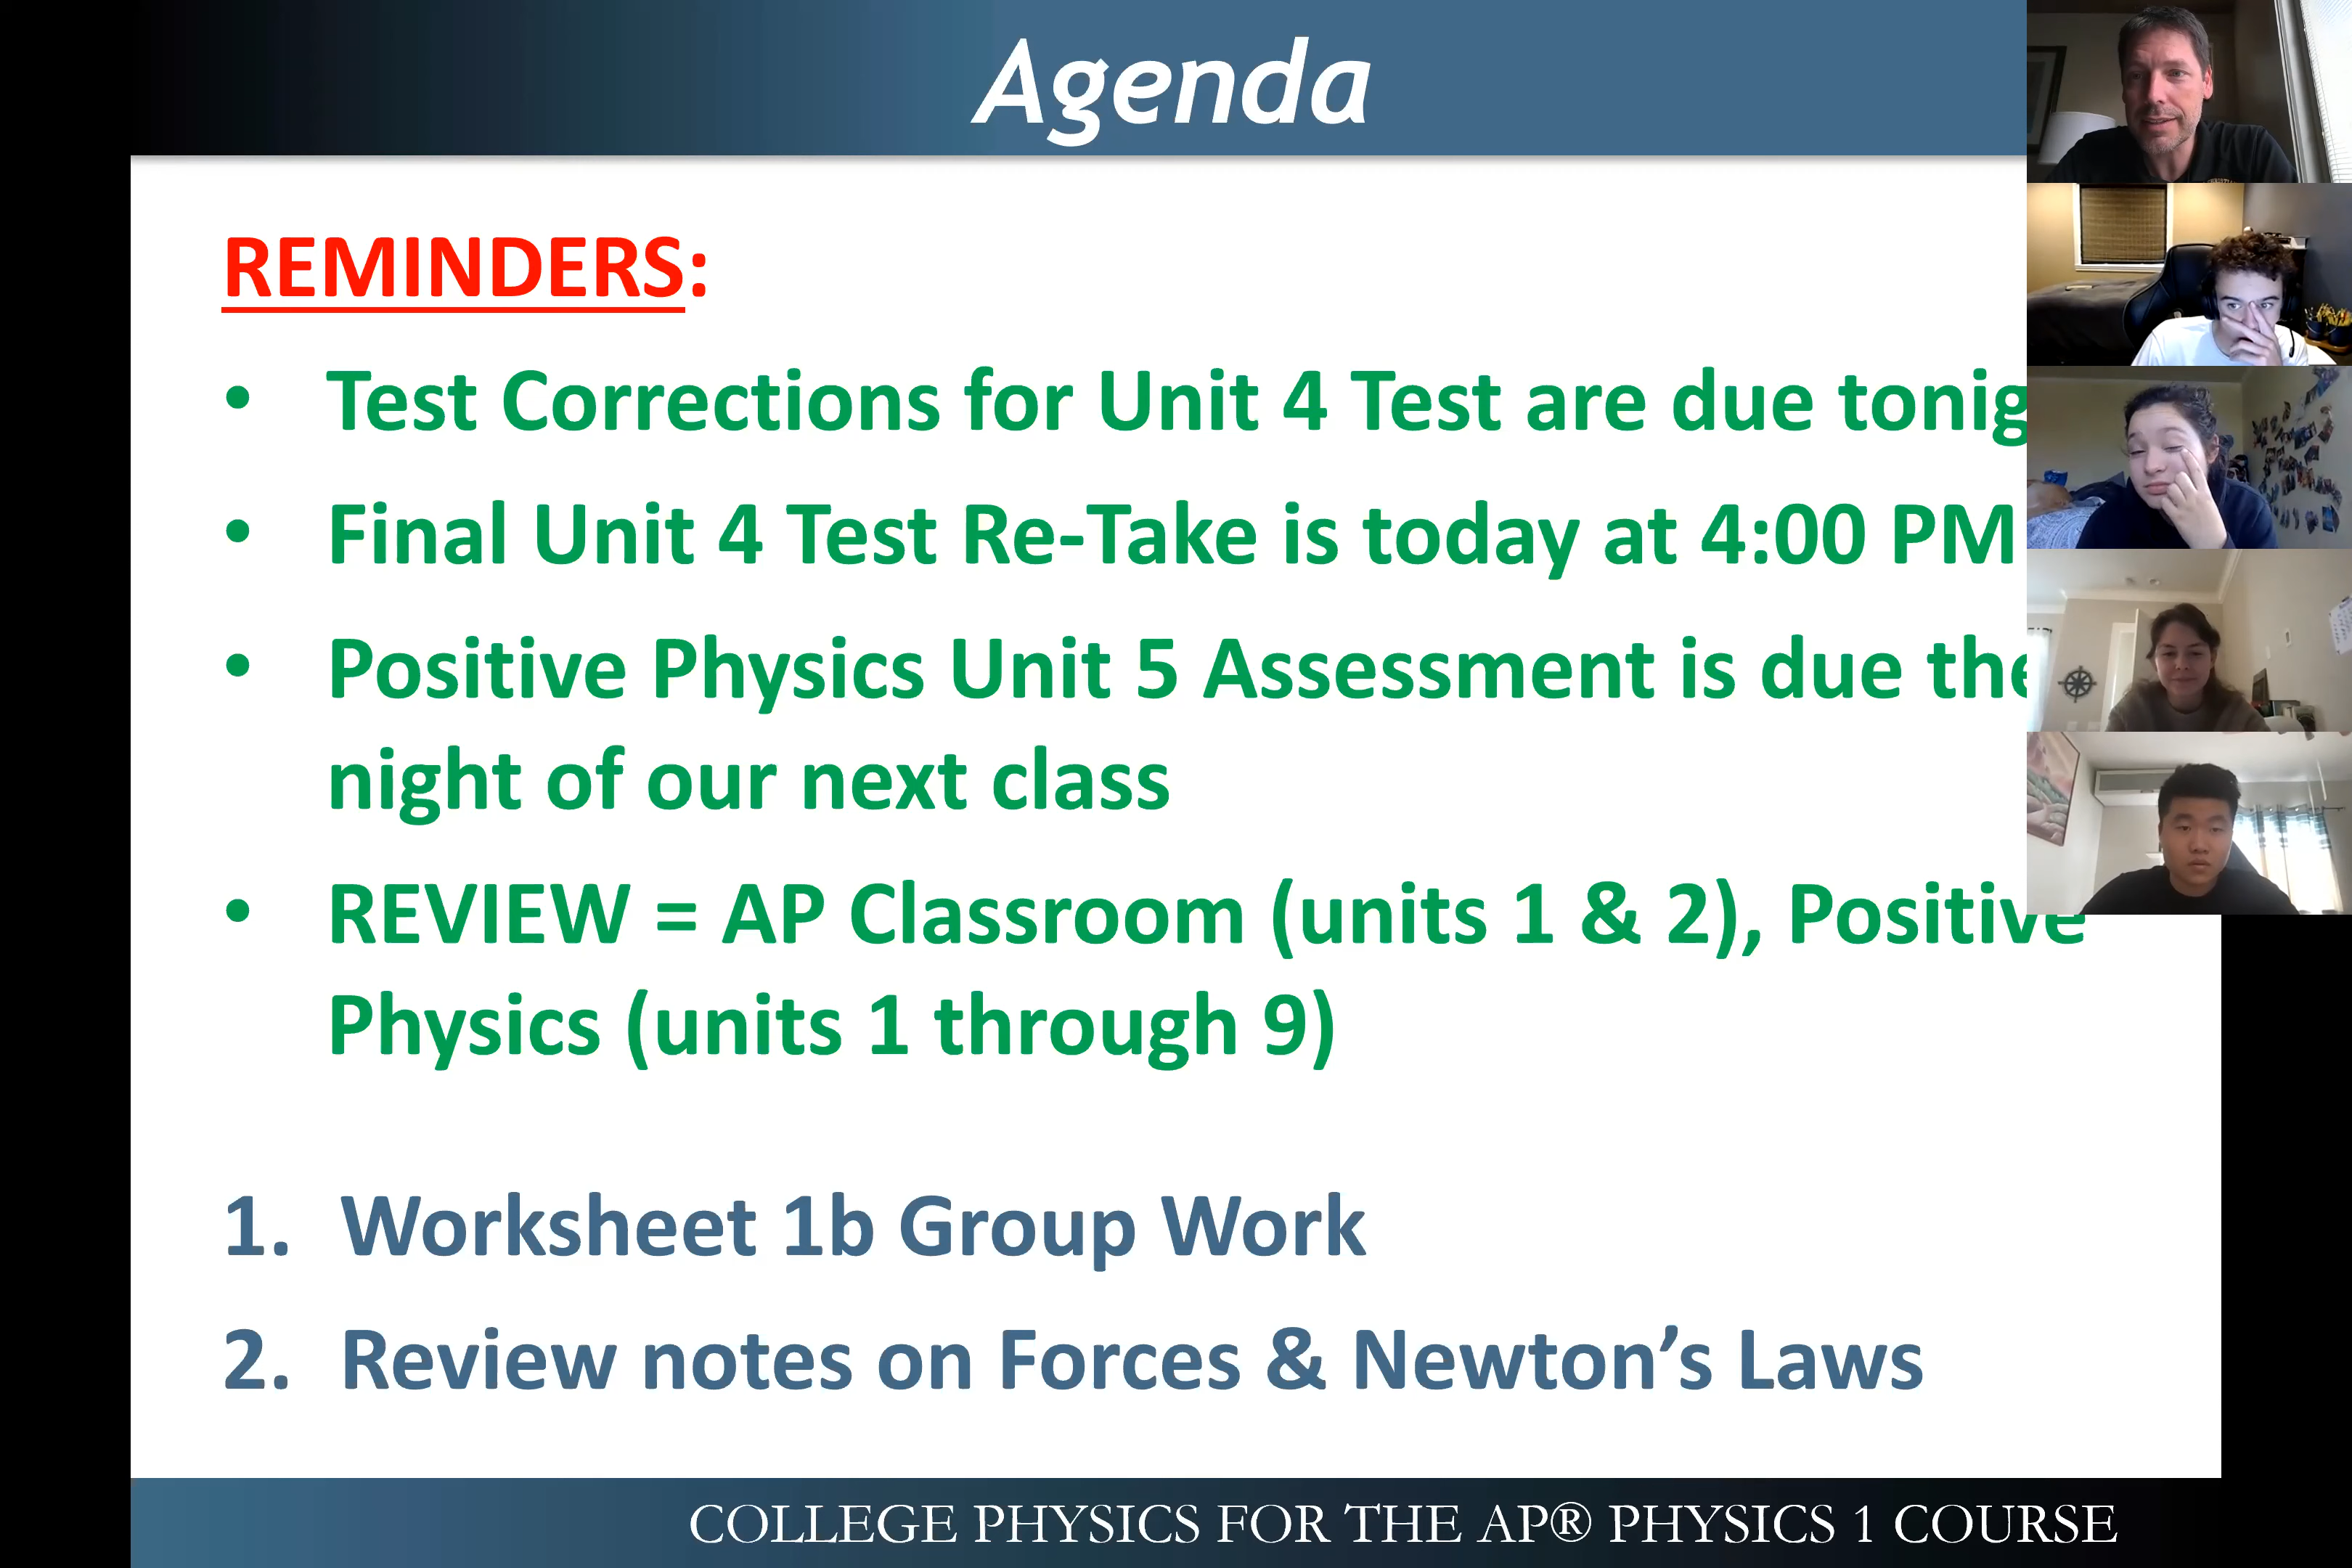 Agenda
REMINDERS:
• Test Corrections for Unit 4 Test are due
• Final Unit 4 Test Re-Take is today at 4:00 PM
• Positive Physics Unit 5 Assessment is due the
night of our next class
• REVIEW = AP Classroom (units 1 & 2), Positive
Physics (units 1 through 9)
1. Worksheet 1b Group Work
2. Review notes on Forces & Newton’s Laws
COLLEGE PHYSICS FOR THE AP® PHYSICS 1 COURSE